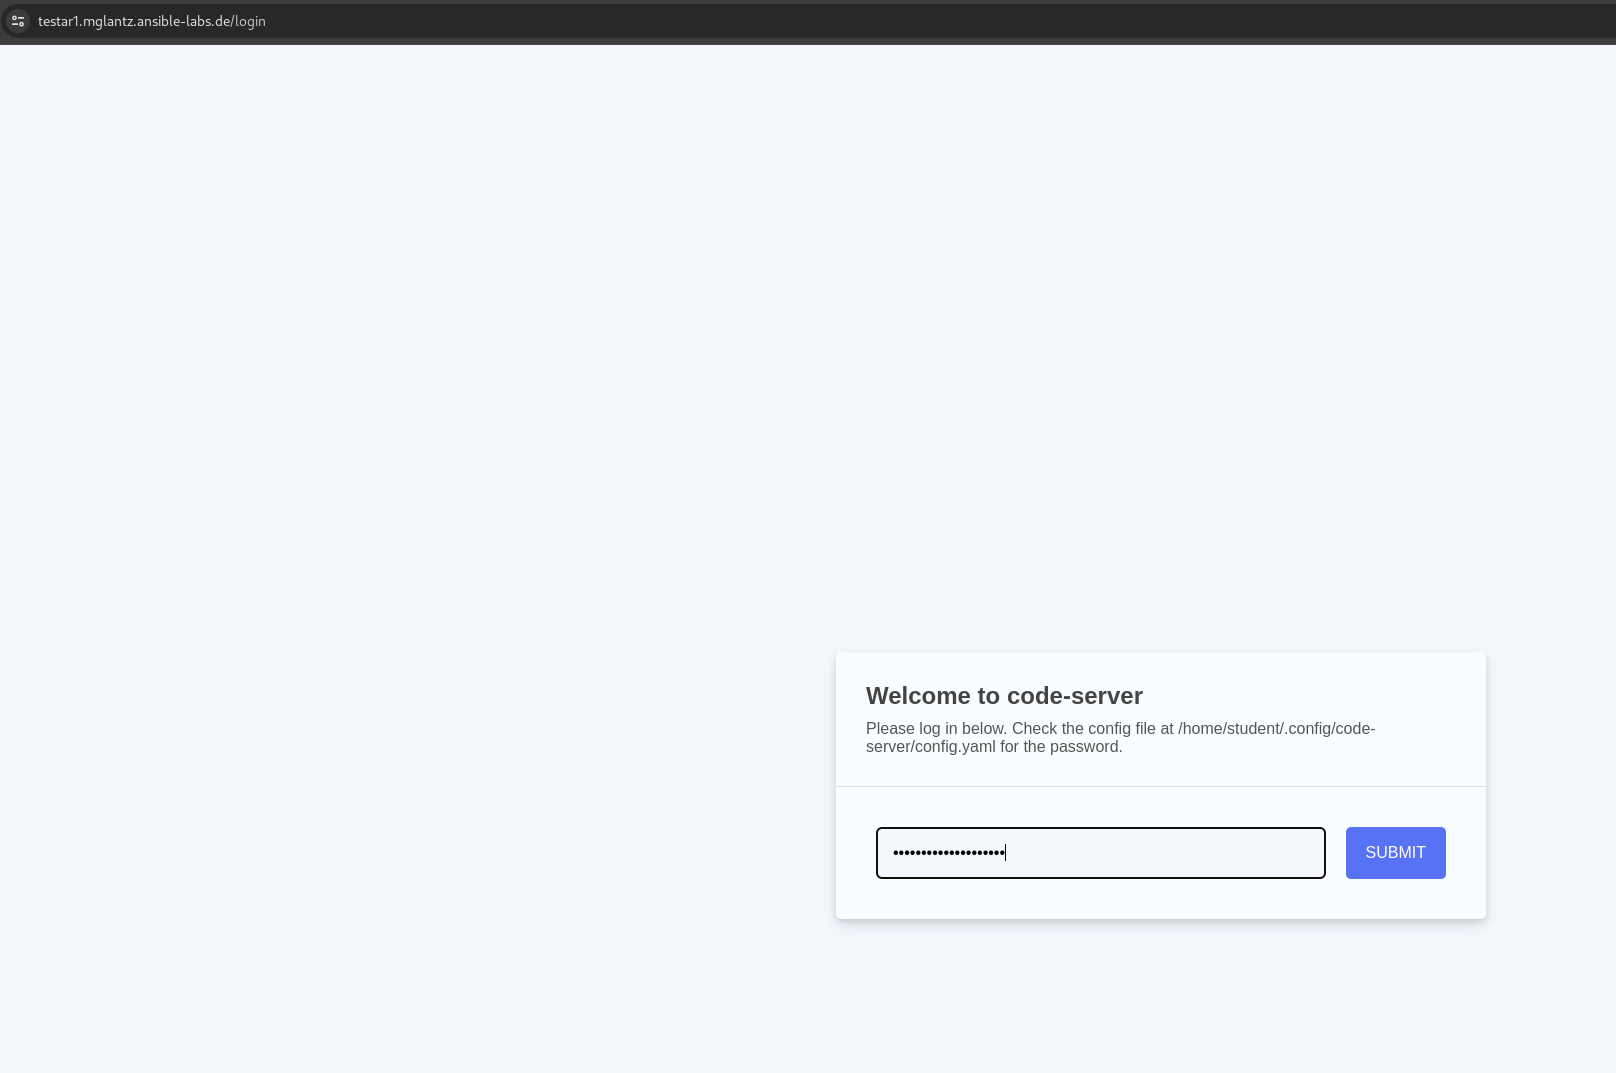 testar1.mglantz.ansible-labs.de/login
Welcome to code-server
Please log in below. Check the config file at /home/student/.config/code-
server/config.yaml for the password.
••••••••••••••••••••
SUBMIT